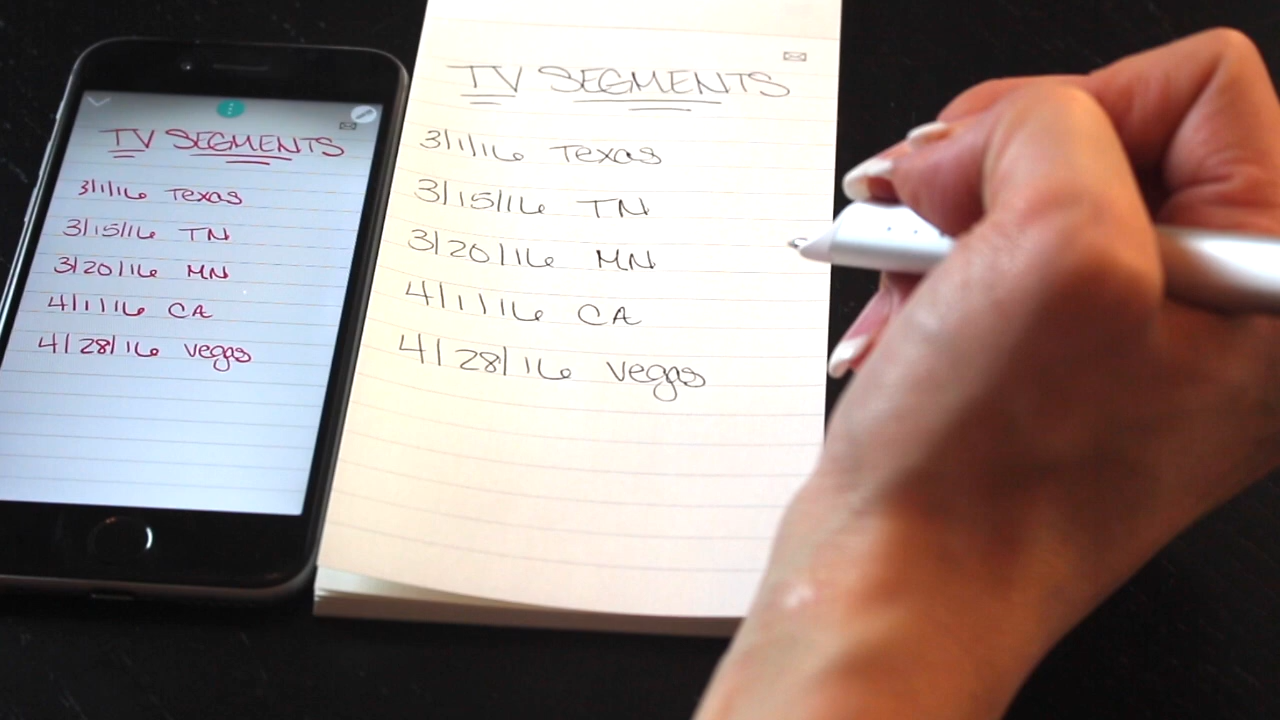 TV SEGMENTS
3/1/16 Texas
3/15/16 TN
3/20/16 MN
4/1/16 CA
4/28/16 Vegas
TV SEGMENTS
3/1/16 Texas
3/15/16 TN
3/20/16 MN
4/1/16 CA
4/28/16 Vegas